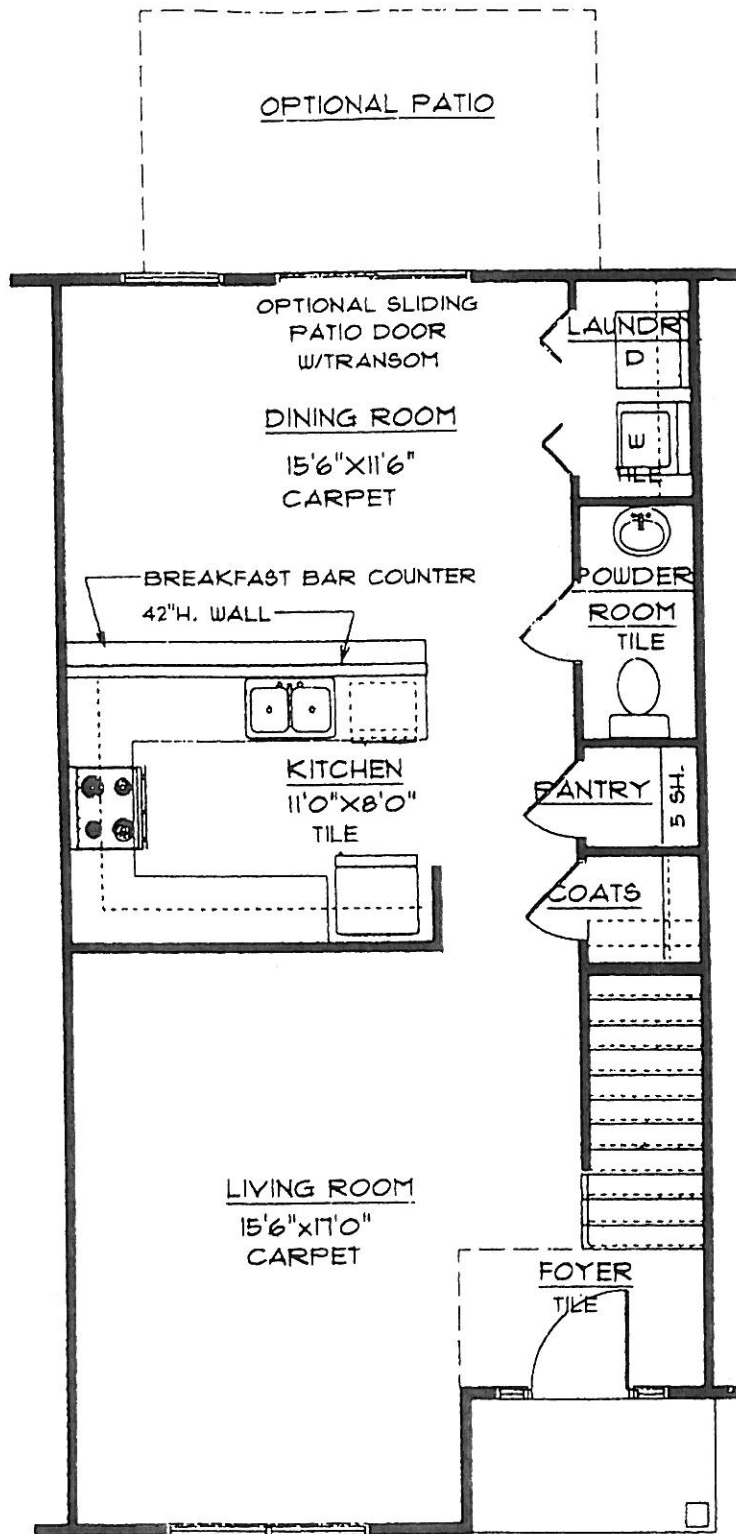 OPTIONAL PATIO
OPTIONAL SLIDING
PATIO DOOR
W/TRANSOM
LAUNDRY
D
DINING ROOM
15'6"X11'6"
CARPET
W
TILE
BREAKFAST BAR COUNTER
42"H. WALL
POWDER
ROOM
TILE
KITCHEN
11'0"X8'0"
TILE
PANTRY
5 SH.
COATS
LIVING ROOM
15'6"x17'0"
CARPET
FOYER
TILE